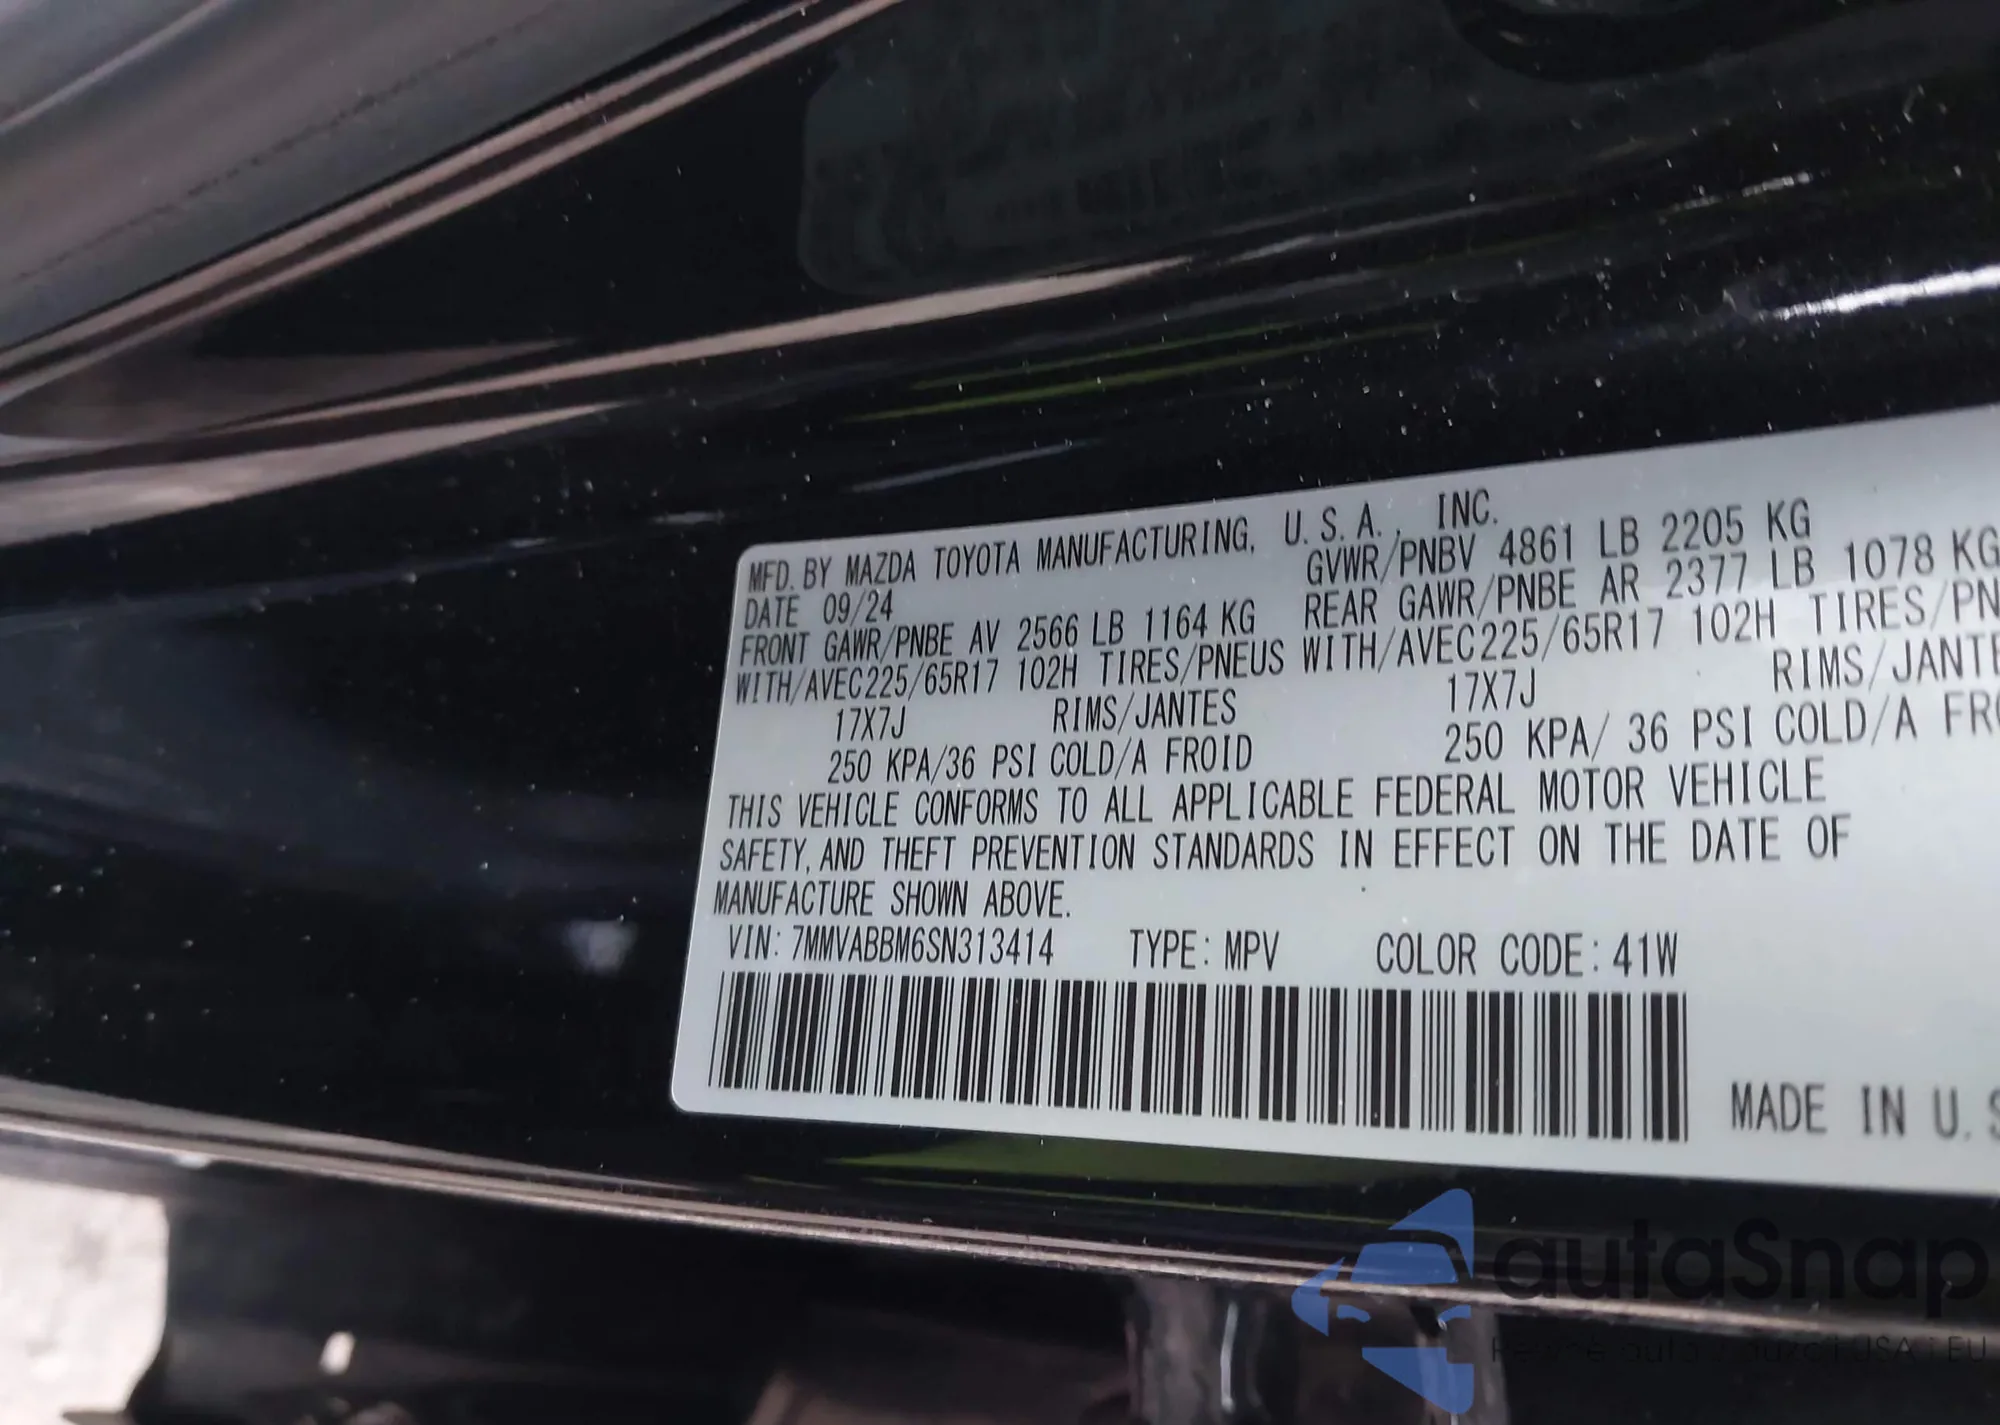 MFD. BY MAZDA TOYOTA MANUFACTURING, U.S.A., INC.
DATE 09/24 GVWR/PNBV 4861 LB 2205 KG
FRONT GAWR/PNBE AV 2566 LB 1164 KG REAR GAWR/PNBE AR 2377 LB 1078 KG
WITH/AVEC225/65R17 102H TIRES/PNEUS WITH/AVEC225/65R17 102H TIRES/PN
17X7J RIMS/JANTES 17X7J RIMS/JANTE
250 KPA/36 PSI COLD/A FROID 250 KPA/ 36 PSI COLD/A FR
THIS VEHICLE CONFORMS TO ALL APPLICABLE FEDERAL MOTOR VEHICLE
SAFETY, AND THEFT PREVENTION STANDARDS IN EFFECT ON THE DATE OF
MANUFACTURE SHOWN ABOVE.
VIN: 7MMVABBM6SN313414 TYPE: MPV COLOR CODE: 41W
MADE IN U.S
autaSnap
auta z USA i EU